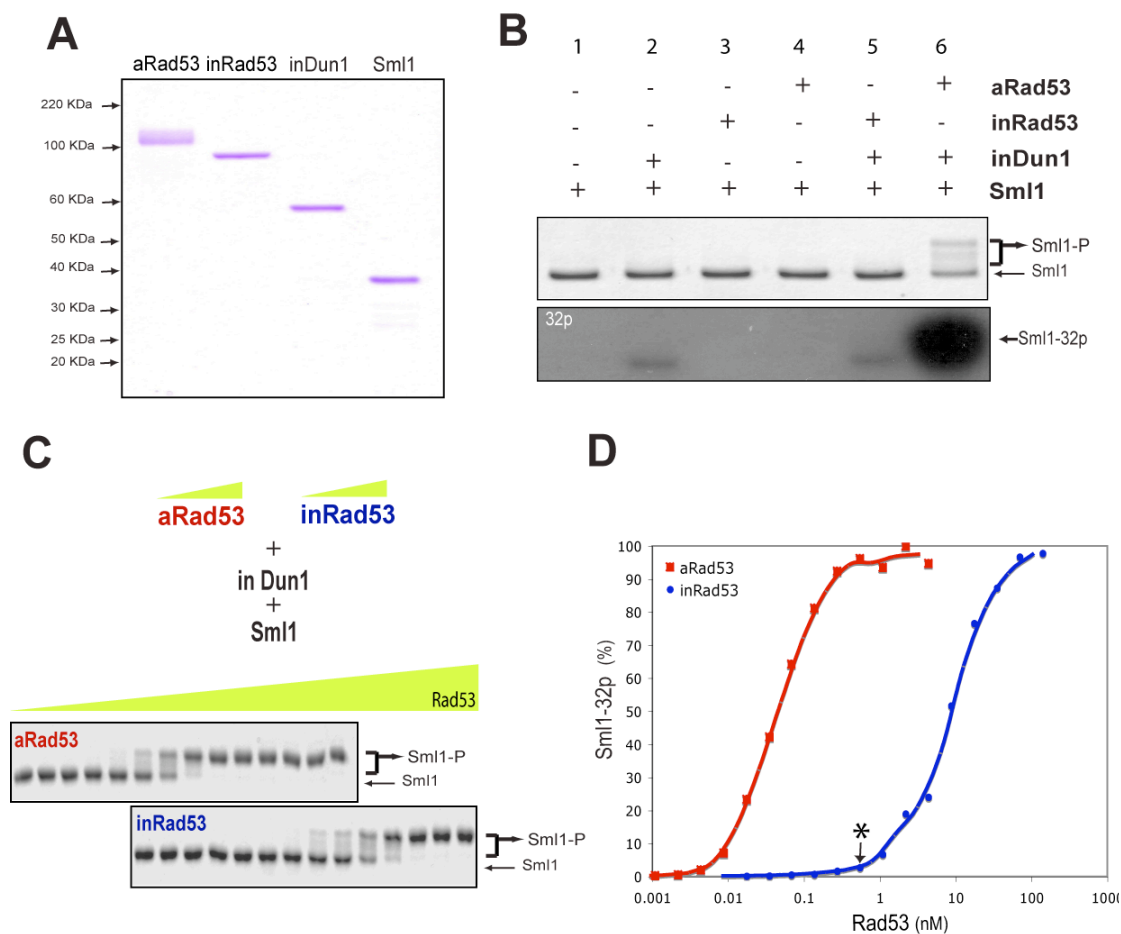 A
aRad53 inRad53 inDun1 Sml1
220 KDa
100 KDa
60 KDa
50 KDa
40 KDa
30 KDa
25 KDa
20 KDa
B
1 2 3 4 5 6
- - - + - + aRad53
- - + - + - inRad53
- + - - + + inDun1
+ + + + + + Sml1
Sml1-P
Sml1
32p
Sml1-32p
C
aRad53 inRad53
+
in Dun1
+
Sml1
Rad53
aRad53
Sml1-P
Sml1
inRad53
Sml1-P
Sml1
D
100
90
80
70
60
50
40
30
20
10
0
Sml1-32p (%)
aRad53
inRad53
*
0.001 0.01 0.1 1 10 100 1000
Rad53 (nM)